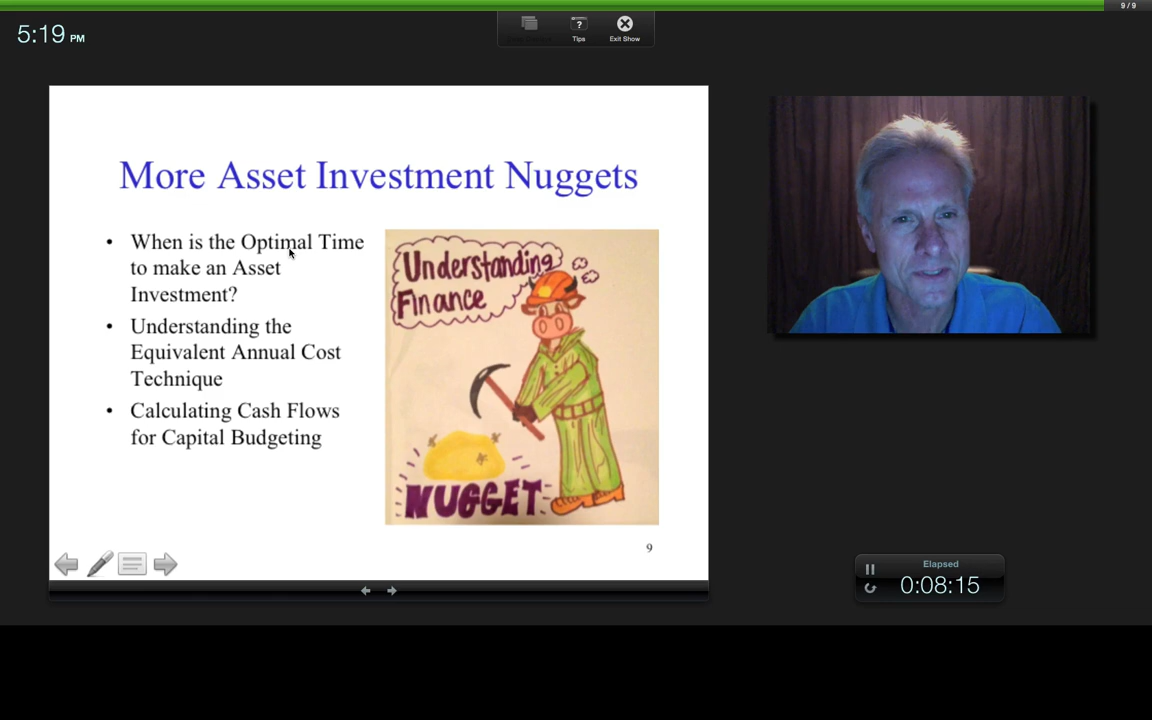 9 / 9
5:19 PM
?
Tips
Exit Show
More Asset Investment Nuggets
• When is the Optimal Time
to make an Asset
Investment?
• Understanding the
Equivalent Annual Cost
Technique
• Calculating Cash Flows
for Capital Budgeting
Understanding
Finance
NUGGET
9
Elapsed
0:08:15